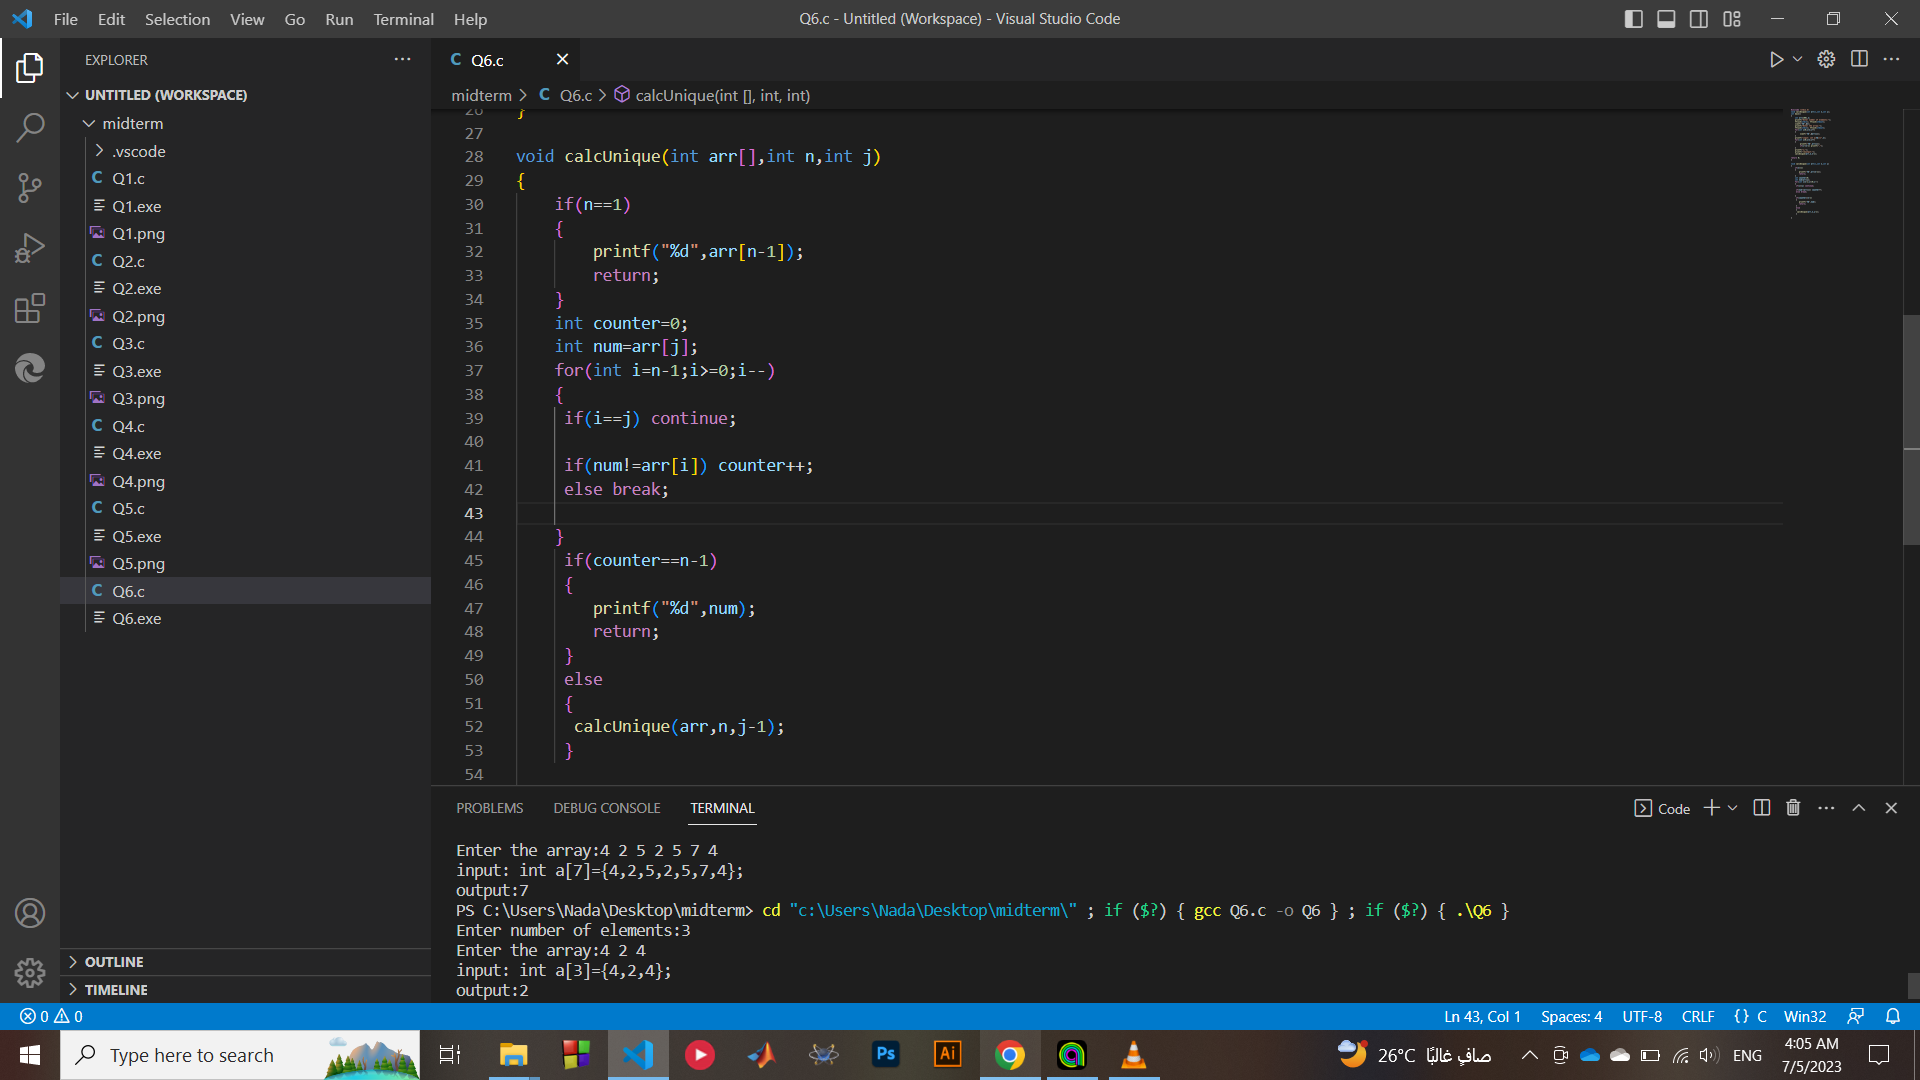 File Edit Selection View Go Run Terminal Help
Q6.c - Untitled (Workspace) - Visual Studio Code
EXPLORER
UNTITLED (WORKSPACE)
midterm
.vscode
C Q1.c
Q1.exe
Q1.png
C Q2.c
Q2.exe
Q2.png
C Q3.c
Q3.exe
Q3.png
C Q4.c
Q4.exe
Q4.png
C Q5.c
Q5.exe
Q5.png
C Q6.c
Q6.exe
OUTLINE
TIMELINE
C Q6.c
midterm > C Q6.c > calcUnique(int [], int, int)
26 }
27
28 void calcUnique(int arr[],int n,int j)
29 {
30 if(n==1)
31 {
32 printf("%d",arr[n-1]);
33 return;
34 }
35 int counter=0;
36 int num=arr[j];
37 for(int i=n-1;i>=0;i--)
38 {
39 if(i==j) continue;
40
41 if(num!=arr[i]) counter++;
42 else break;
43
44 }
45 if(counter==n-1)
46 {
47 printf("%d",num);
48 return;
49 }
50 else
51 {
52 calcUnique(arr,n,j-1);
53 }
54
PROBLEMS DEBUG CONSOLE TERMINAL
Code
Enter the array:4 2 5 2 5 7 4
input: int a[7]={4,2,5,2,5,7,4};
output:7
PS C:\Users\Nada\Desktop\midterm> cd "c:\Users\Nada\Desktop\midterm\" ; if ($?) { gcc Q6.c -o Q6 } ; if ($?) { .\Q6 }
Enter number of elements:3
Enter the array:4 2 4
input: int a[3]={4,2,4};
output:2
0 0
Ln 43, Col 1 Spaces: 4 UTF-8 CRLF {} C Win32
Type here to search
Ps
Ai
26°C صافٍ غالبًا
ENG
4:05 AM
7/5/2023